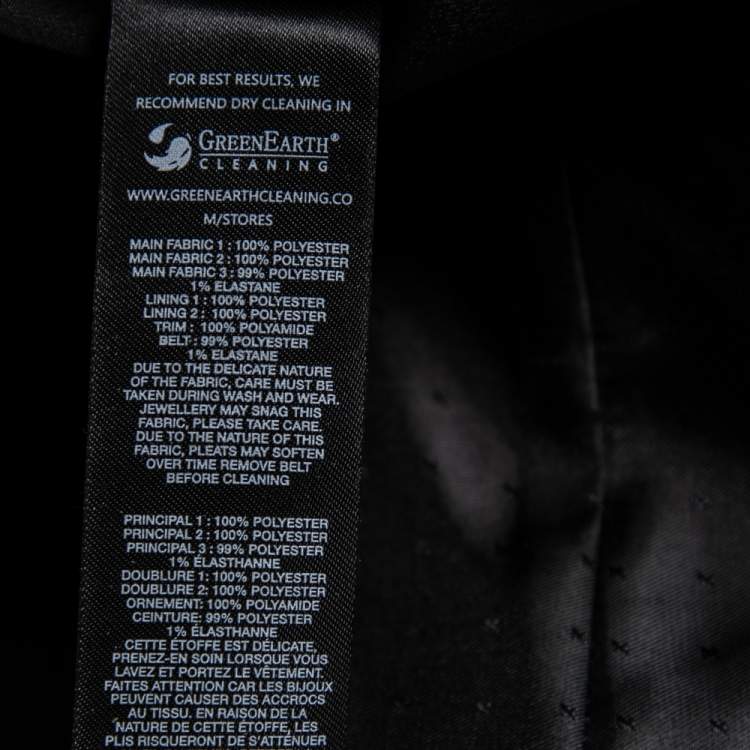 FOR BEST RESULTS, WE
RECOMMEND DRY CLEANING IN
GREENEARTH®
CLEANING
WWW.GREENEARTHCLEANING.CO
M/STORES
MAIN FABRIC 1 : 100% POLYESTER
MAIN FABRIC 2 : 100% POLYESTER
MAIN FABRIC 3 : 99% POLYESTER
1% ELASTANE
LINING 1 : 100% POLYESTER
LINING 2 : 100% POLYESTER
TRIM : 100% POLYAMIDE
BELT : 99% POLYESTER
1% ELASTANE
DUE TO THE DELICATE NATURE
OF THE FABRIC, CARE MUST BE
TAKEN DURING WASH AND WEAR.
JEWELLERY MAY SNAG THIS
FABRIC, PLEASE TAKE CARE.
DUE TO THE NATURE OF THIS
FABRIC, PLEATS MAY SOFTEN
OVER TIME REMOVE BELT
BEFORE CLEANING
PRINCIPAL 1 : 100% POLYESTER
PRINCIPAL 2 : 100% POLYESTER
PRINCIPAL 3 : 99% POLYESTER
1% ÉLASTHANNE
DOUBLURE 1: 100% POLYESTER
DOUBLURE 2: 100% POLYESTER
ORNEMENT: 100% POLYAMIDE
CEINTURE: 99% POLYESTER
1% ÉLASTHANNE
CETTE ÉTOFFE EST DÉLICATE,
PRENEZ-EN SOIN LORSQUE VOUS
LAVEZ ET PORTEZ LE VÊTEMENT.
FAITES ATTENTION CAR LES BIJOUX
PEUVENT CAUSER DES ACCROCS
AU TISSU. EN RAISON DE LA
NATURE DE CETTE ÉTOFFE, LES
PLIS RISQUERONT DE S'ATTÉNUER